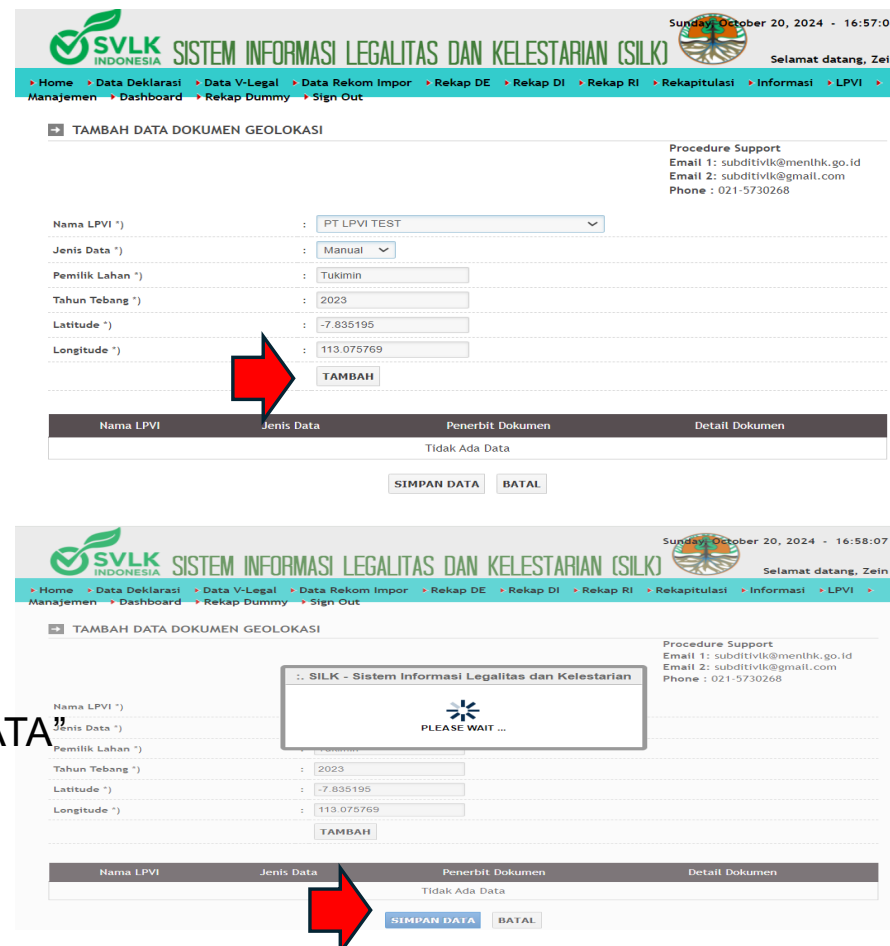 Sunday, October 20, 2024 - 16:57:0
SVLK INDONESIA SISTEM INFORMASI LEGALITAS DAN KELESTARIAN (SILK)
Selamat datang, Zei
Home Data Deklarasi Data V-Legal Data Rekom Impor Rekap DE Rekap DI Rekap RI Rekapitulasi Informasi LPVI
Manajemen Dashboard Rekap Dummy Sign Out
TAMBAH DATA DOKUMEN GEOLOKASI
Procedure Support
Email 1: subditivlk@menlhk.go.id
Email 2: subditivlk@gmail.com
Phone : 021-5730268
Nama LPVI *) : PT LPVI TEST
Jenis Data *) : Manual
Pemilik Lahan *) : Tukimin
Tahun Tebang *) : 2023
Latitude *) : -7.835195
Longitude *) : 113.075769
TAMBAH
Nama LPVI Jenis Data Penerbit Dokumen Detail Dokumen
Tidak Ada Data
SIMPAN DATA BATAL
Sunday, October 20, 2024 - 16:58:07
SVLK INDONESIA SISTEM INFORMASI LEGALITAS DAN KELESTARIAN (SILK)
Selamat datang, Zein
Home Data Deklarasi Data V-Legal Data Rekom Impor Rekap DE Rekap DI Rekap RI Rekapitulasi Informasi LPVI
Manajemen Dashboard Rekap Dummy Sign Out
TAMBAH DATA DOKUMEN GEOLOKASI
Procedure Support
Email 1: subditivlk@menlhk.go.id
Email 2: subditivlk@gmail.com
Phone : 021-5730268
:. SILK - Sistem Informasi Legalitas dan Kelestarian
PLEASE WAIT ...
Nama LPVI *)
ATA”
Jenis Data *)
Pemilik Lahan *) :
Tahun Tebang *) : 2023
Latitude *) : -7.835195
Longitude *) : 113.075769
TAMBAH
Nama LPVI Jenis Data Penerbit Dokumen Detail Dokumen
Tidak Ada Data
SIMPAN DATA BATAL